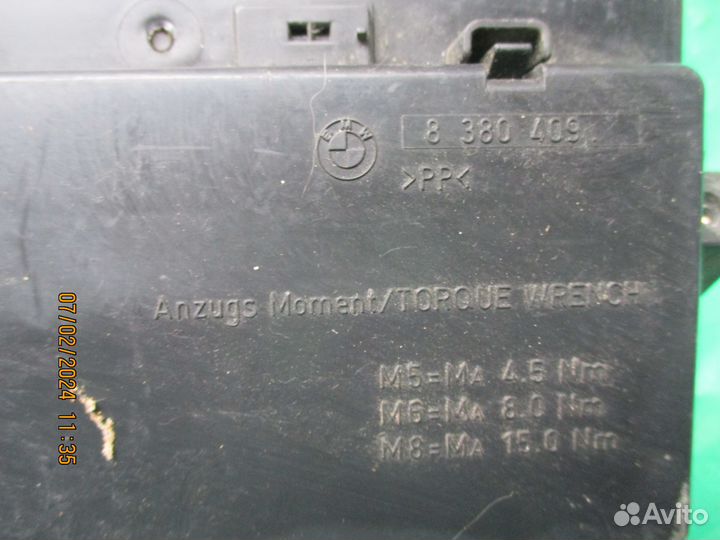 BMW
8 380 409
>PP<
Anzugs Moment/TORQUE WRENCH
M5=MA 4.5 Nm
M6=MA 8.0 Nm
M8=MA 15.0 Nm
07/02/2024 11:35
Avito